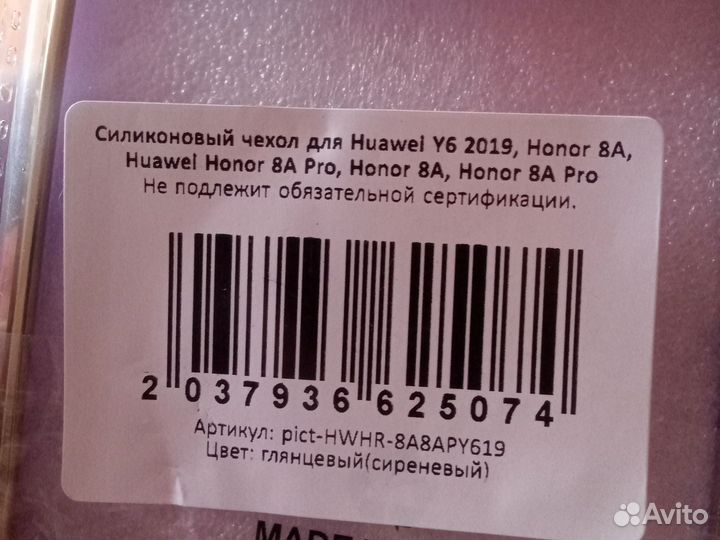 Силиконовый чехол для Huawei Y6 2019, Honor 8A,
Huawei Honor 8A Pro, Honor 8A, Honor 8A Pro
Не подлежит обязательной сертификации.
2 037936 625074
Артикул: pict-HWHR-8A8APY619
Цвет: глянцевый(сиреневый)
MADE
Avito